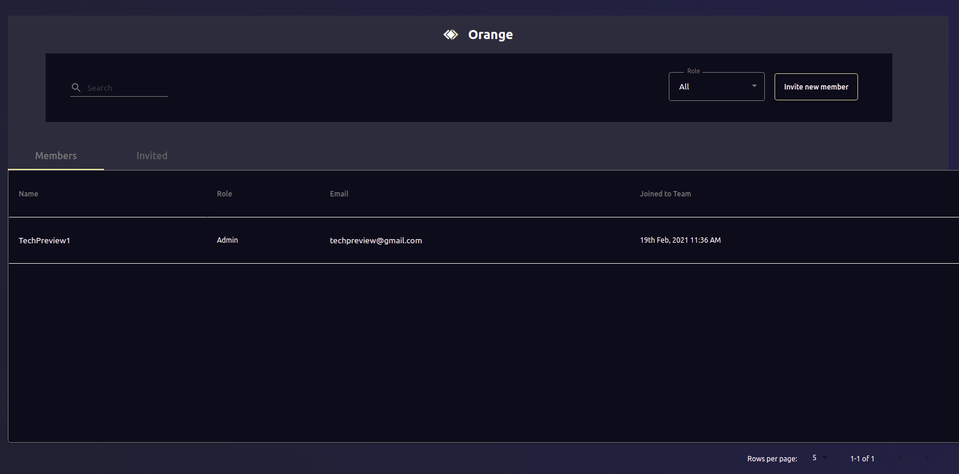 Orange
Search
Role
All
Invite new member
Members Invited
Name Role Email Joined to Team
TechPreview1 Admin techpreview@gmail.com 19th Feb, 2021 11:36 AM
Rows per page: 5 1-1 of 1